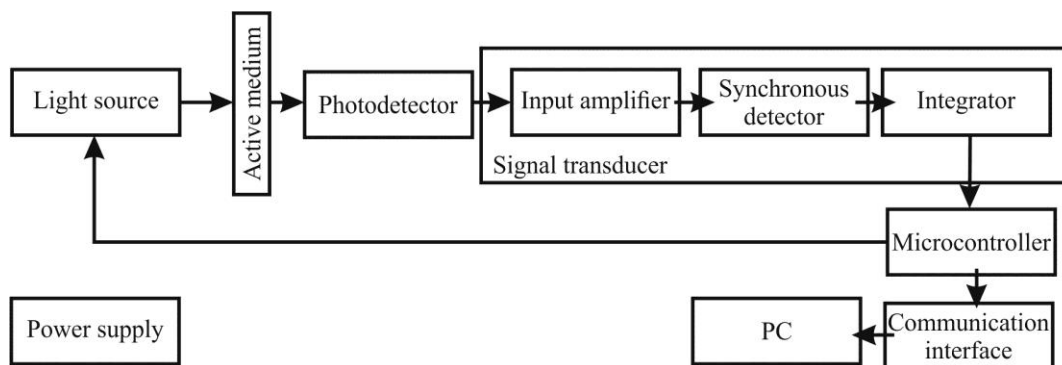 Light source
Active medium
Photodetector
Input amplifier
Synchronous
detector
Integrator
Signal transducer
Microcontroller
Power supply
PC
Communication
interface